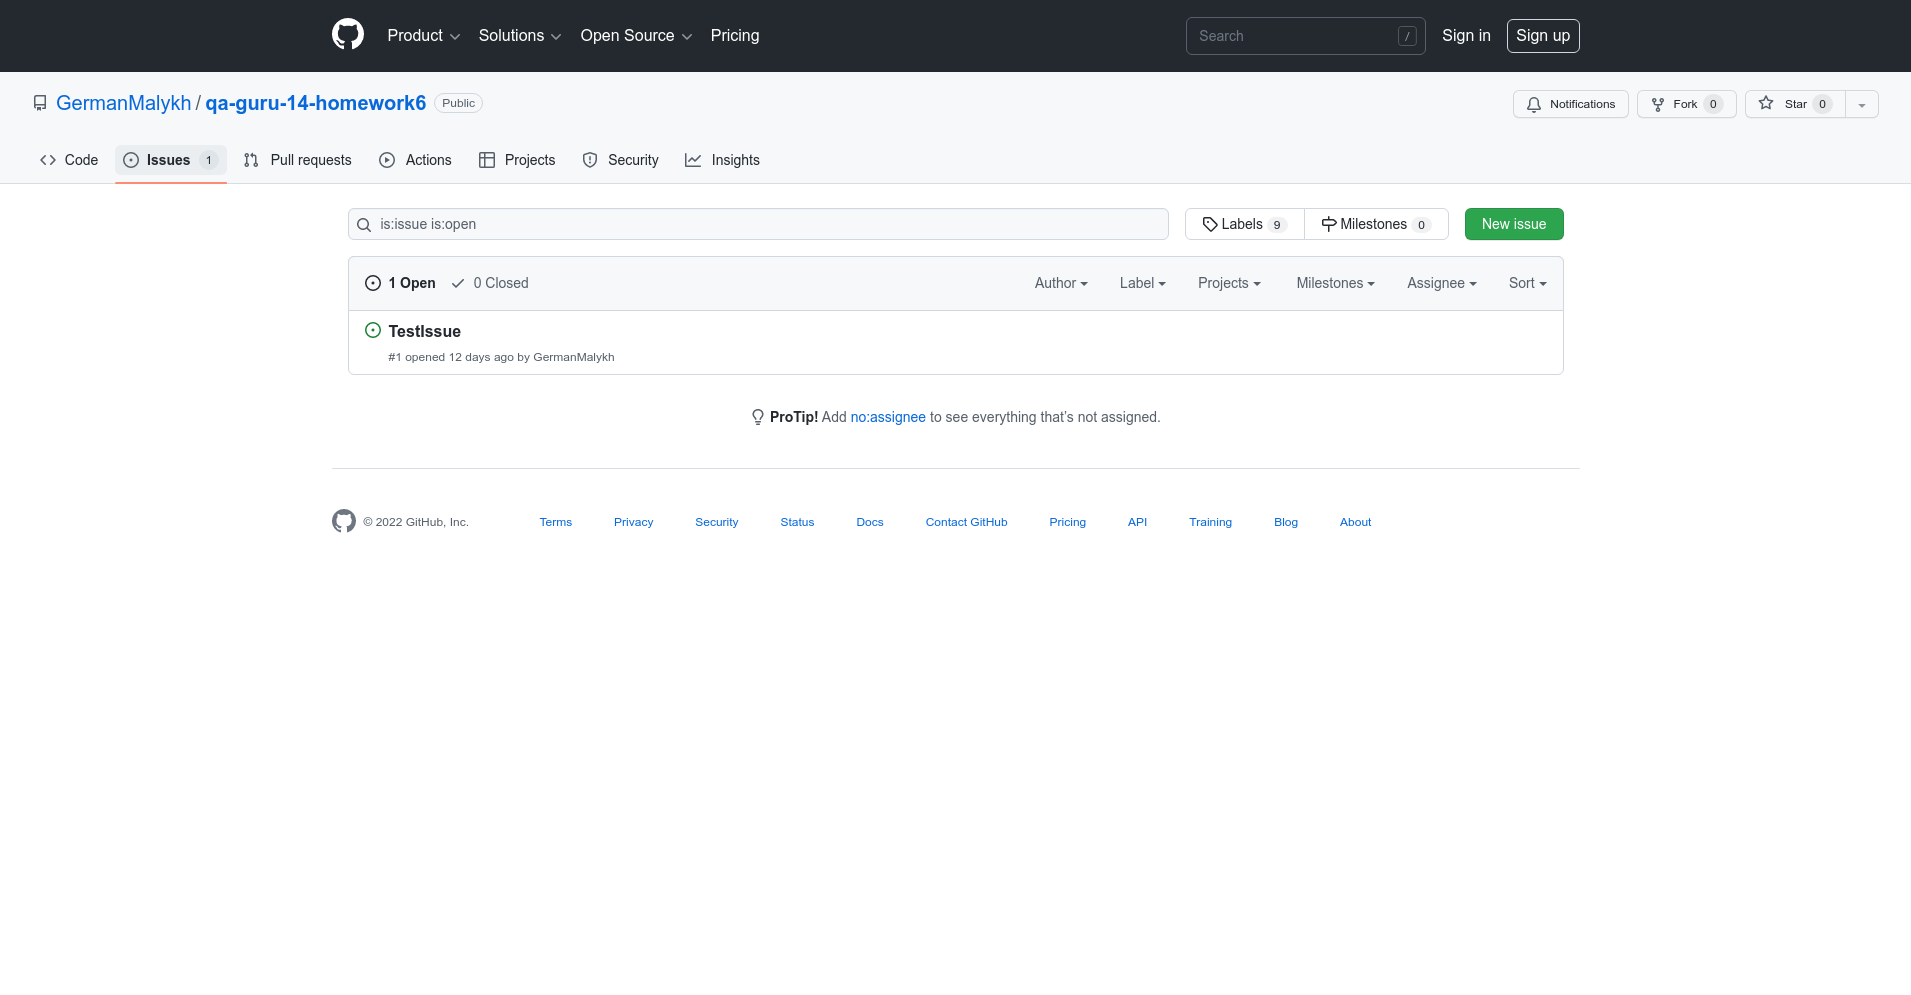 Product Solutions Open Source Pricing Search / Sign in Sign up
GermanMalykh / qa-guru-14-homework6 Public Notifications Fork 0 Star 0
Code Issues 1 Pull requests Actions Projects Security Insights
is:issue is:open Labels 9 Milestones 0 New issue
1 Open 0 Closed Author Label Projects Milestones Assignee Sort
TestIssue
#1 opened 12 days ago by GermanMalykh
ProTip! Add no:assignee to see everything that’s not assigned.
© 2022 GitHub, Inc. Terms Privacy Security Status Docs Contact GitHub Pricing API Training Blog About